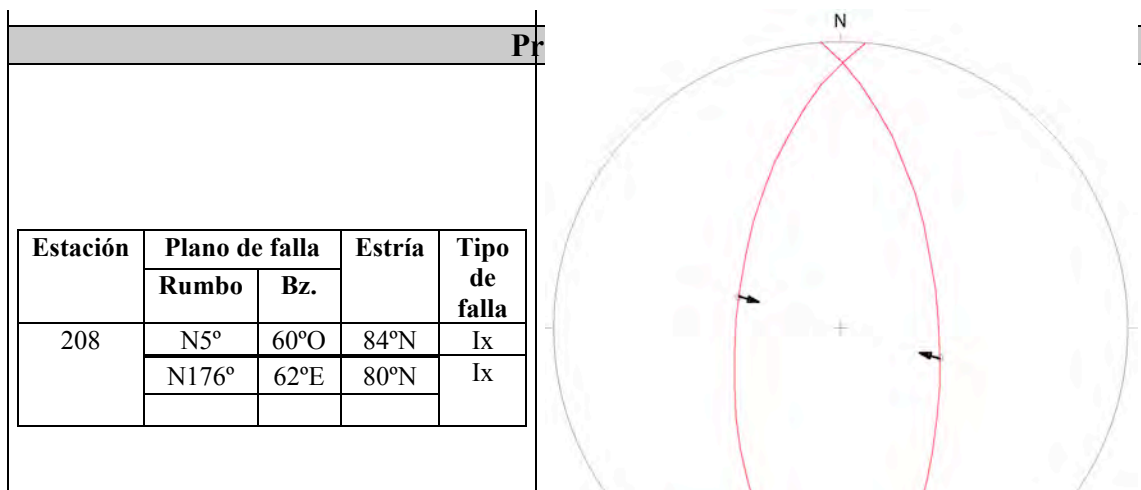 Pr
N
Estación Plano de falla Estría Tipo de falla
Rumbo Bz.
208 N5º 60ºO 84ºN Ix
N176º 62ºE 80ºN Ix